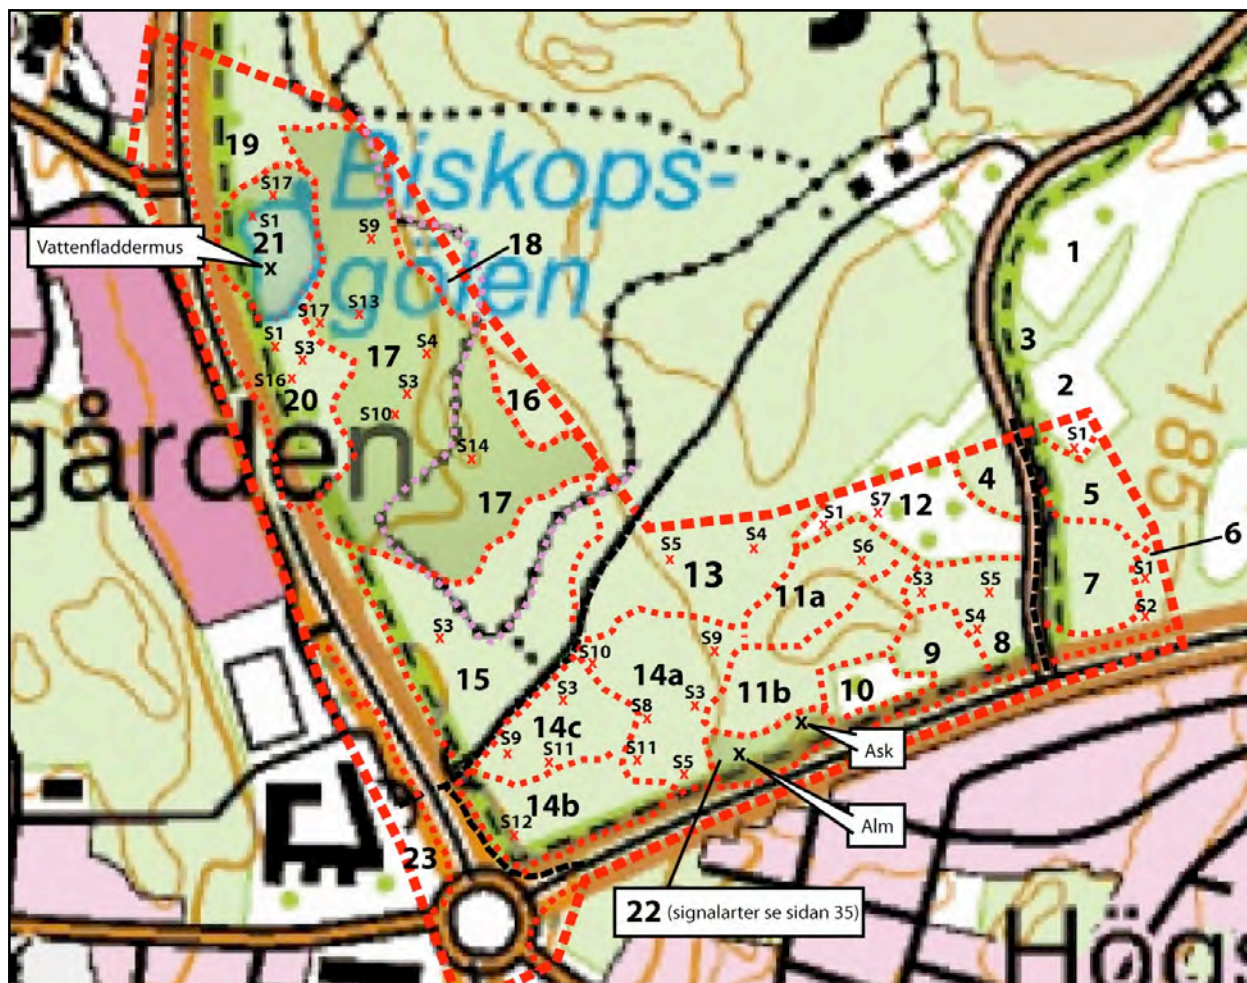 19
Biskops-
S17
S1
21
S9
18
Vattenfladdermus
x
gölen
1
S17
S13
S1
S3
17
S4
3
S16
20
S3
16
2
S10
185
gården
S14
S1
4
17
S7
12
5
S1
S5
S4
6
13
S6
S1
11a
S3
S5
7
S2
S3
S4
S9
8
9
S10
14a
15
S3
S3
11b
10
S8
14c
S9
S11
x
Ask
S11
x
S5
14b
S12
Alm
23
22 (signalarter se sidan 35)
Högs